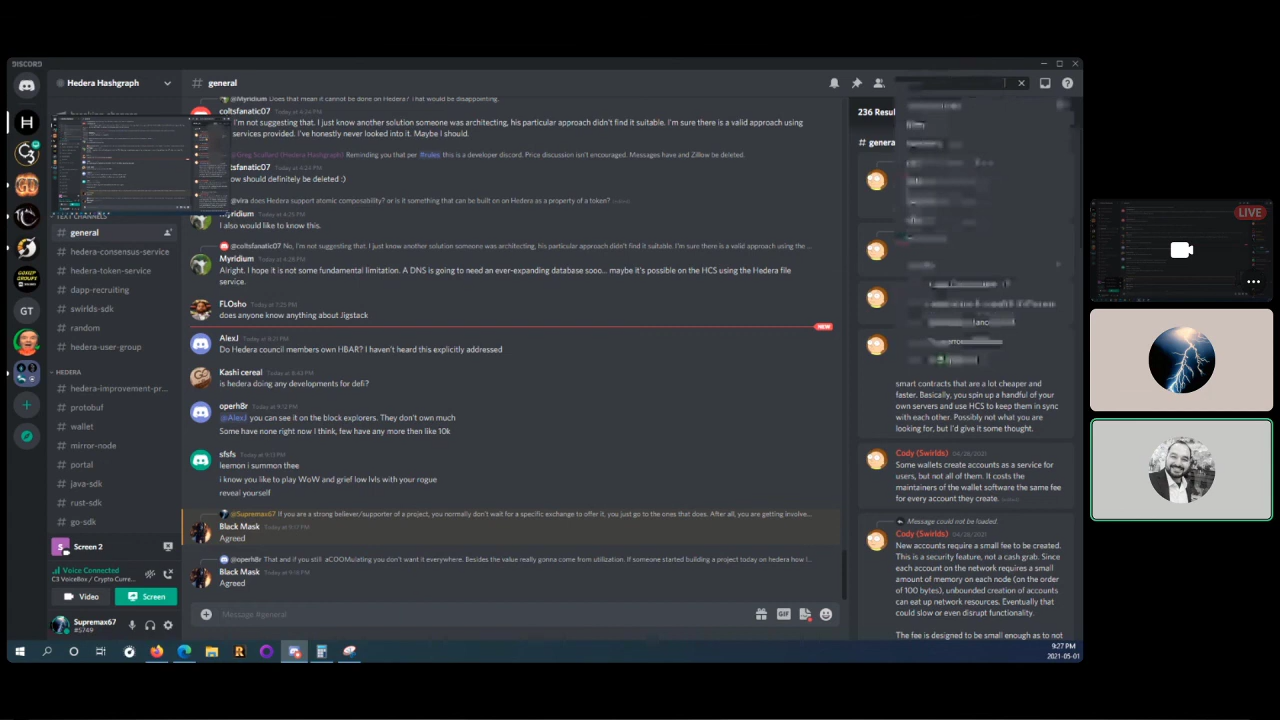 DISCORD
Hedera Hashgraph
# general
236 Resul
@Myridium Does that mean it cannot be done on Hedera? That would be disappointing.
coltsfanatic07 Today at 4:24 PM
I'm not suggesting that. I just know another solution someone was architecting, his particular approach didn't find it suitable. I'm sure there is a valid approach using
services provided. I've honestly never looked into it. Maybe I should.
Reminding you that per #rules this is a developer discord. Price discussion isn't encouraged. Messages have and Zillow be deleted.
tsfanatic07 Today at 4:24 PM
ow should definitely be deleted :)
@vira does Hedera support atomic composability? or is it something that can be built on Hedera as a property of a token?
Myridium Today at 4:25 PM
I also would like to know this.
@coltsfanatic07 No, I'm not suggesting that. I just know another solution someone was architecting, his particular approach didn't find it suitable. I'm sure there is a valid approach using the ...
Myridium Today at 4:28 PM
Alright. I hope it is not some fundamental limitation. A DNS is going to need an ever-expanding database sooo... maybe it's possible on the HCS using the Hedera file
service.
FLOsho Today at 7:25 PM
does anyone know anything about Jigstack
NEW
AlexJ Today at 8:31 PM
Do Hedera council members own HBAR? I haven't heard this explicitly addressed
Kashi cereal Today at 8:43 PM
is hedera doing any developments for defi?
operh8r Today at 9:12 PM
@AlexJ you can see it on the block explorers. They don't own much
Some have none right now I think, few have any more then like 10k
sfsfs Today at 9:13 PM
leemon i summon thee
i know you like to play WoW and grief low lvls with your rogue
reveal yourself
@Supremax67 If you are a strong believer/supporter of a project, you normally don't wait for a specific exchange to offer it, you just go to the ones that does. After all, you are getting involve...
Black Mask Today at 9:17 PM
Agreed
@operh8r That and if you still aCOOMulating you don't want it everywhere. Besides the value really gonna come from utilization. If someone started building a project today on hedera how l...
Black Mask Today at 9:18 PM
Agreed
Message #general
GIF
TEXT CHANNELS
general
# hedera-consensus-service
# hedera-token-service
# dapp-recruiting
# swirlds-sdk
# random
# hedera-user-group
HEDERA
# hedera-improvement-pr...
# protobuf
# wallet
# mirror-node
# portal
# java-sdk
# rust-sdk
# go-sdk
GOSSIP
GT
S Screen 2
Voice Connected
C3 VoiceBox / Crypto Curre...
Video
Screen
Supremax67
#5749
# genera
smart contracts that are a lot cheaper and
faster. Basically, you spin up a handful of
your own servers and use HCS to keep them in sync
with each other. Possibly not what you are
looking for, but I'd give it some thought.
Cody (Swirlds) 04/28/2021
Some wallets create accounts as a service for
users, but not all of them. It costs the
maintainers of the wallet software the same fee
for every account they create.
Message could not be loaded.
Cody (Swirlds) 04/28/2021
New accounts require a small fee to be created.
This is a security feature, not a cash grab. Since
each account on the network requires a small
amount of memory on each node (on the order
of 100 bytes), unbounded creation of accounts
can eat up network resources. Eventually that
could slow or even disrupt functionality.
The fee is designed to be small enough as to not
LIVE
9:27 PM
2021-05-01